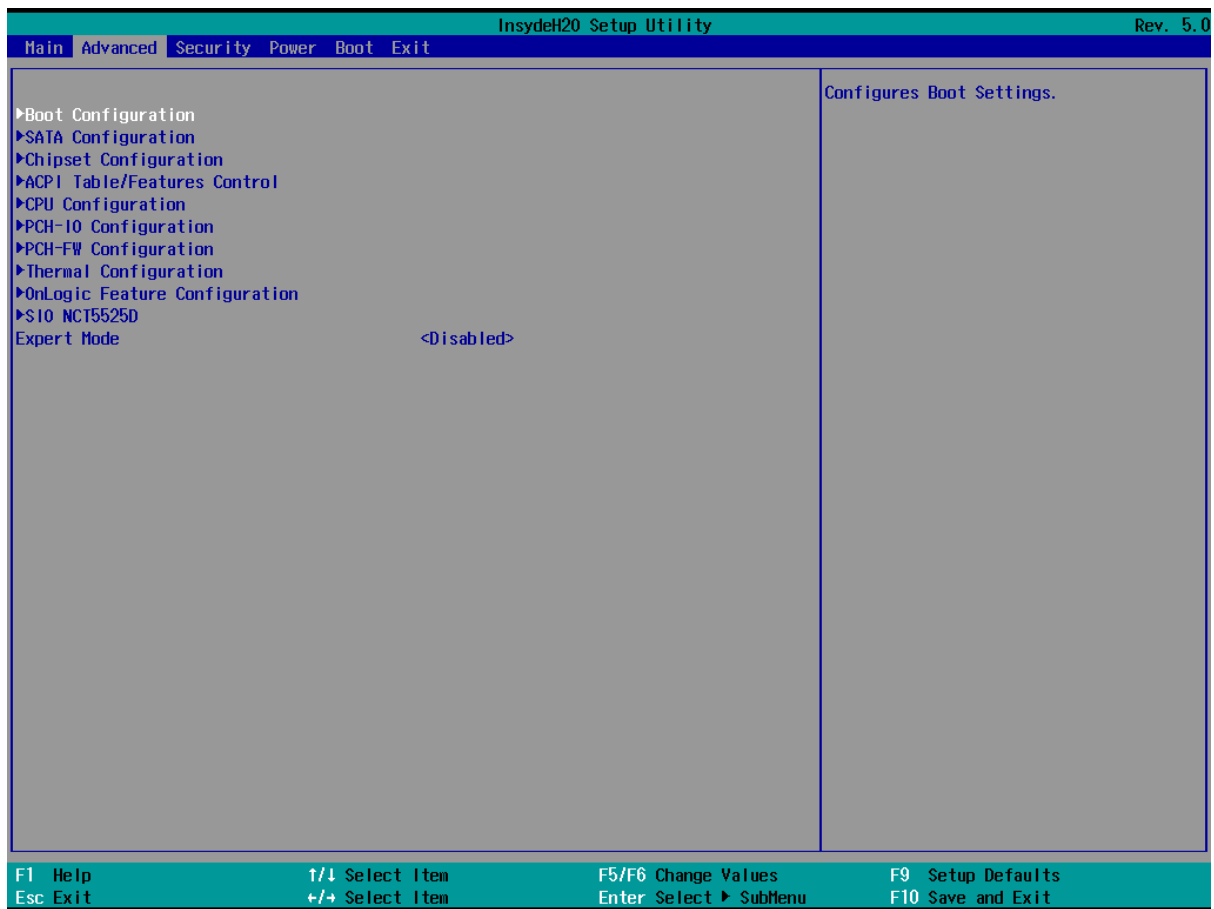 InsydeH20 Setup Utility Rev. 5.0
Main Advanced Security Power Boot Exit
Configures Boot Settings.
▶Boot Configuration
▶SATA Configuration
▶Chipset Configuration
▶ACPI Table/Features Control
▶CPU Configuration
▶PCH-IO Configuration
▶PCH-FW Configuration
▶Thermal Configuration
▶OnLogic Feature Configuration
▶SIO NCT5525D
Expert Mode <Disabled>
F1 Help ↑/↓ Select Item F5/F6 Change Values F9 Setup Defaults
Esc Exit ←/→ Select Item Enter Select ▶ SubMenu F10 Save and Exit